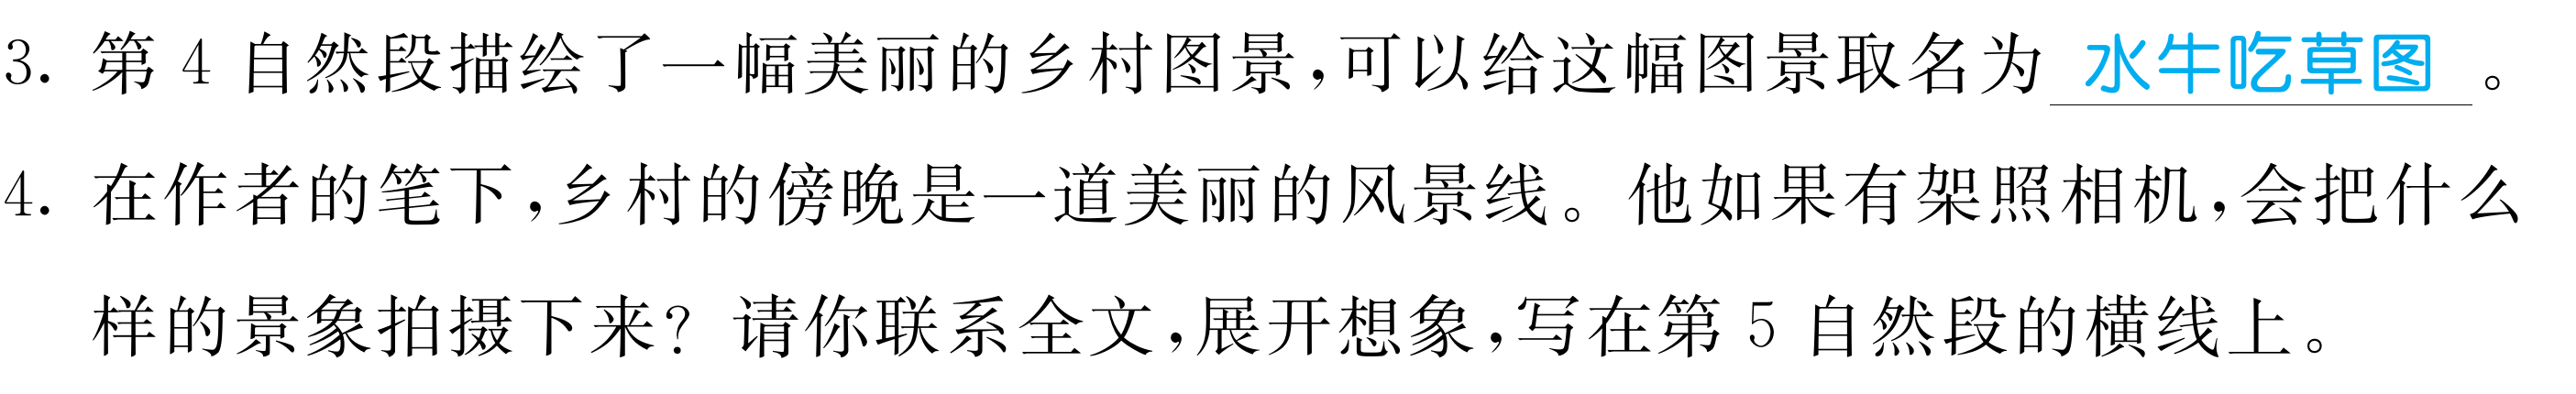 3. 第 4 自然段描绘了一幅美丽的乡村图景,可以给这幅图景取名为 水牛吃草图 。
4. 在作者的笔下,乡村的傍晚是一道美丽的风景线。他如果有架照相机,会把什么
样的景象拍摄下来?请你联系全文,展开想象,写在第 5 自然段的横线上。